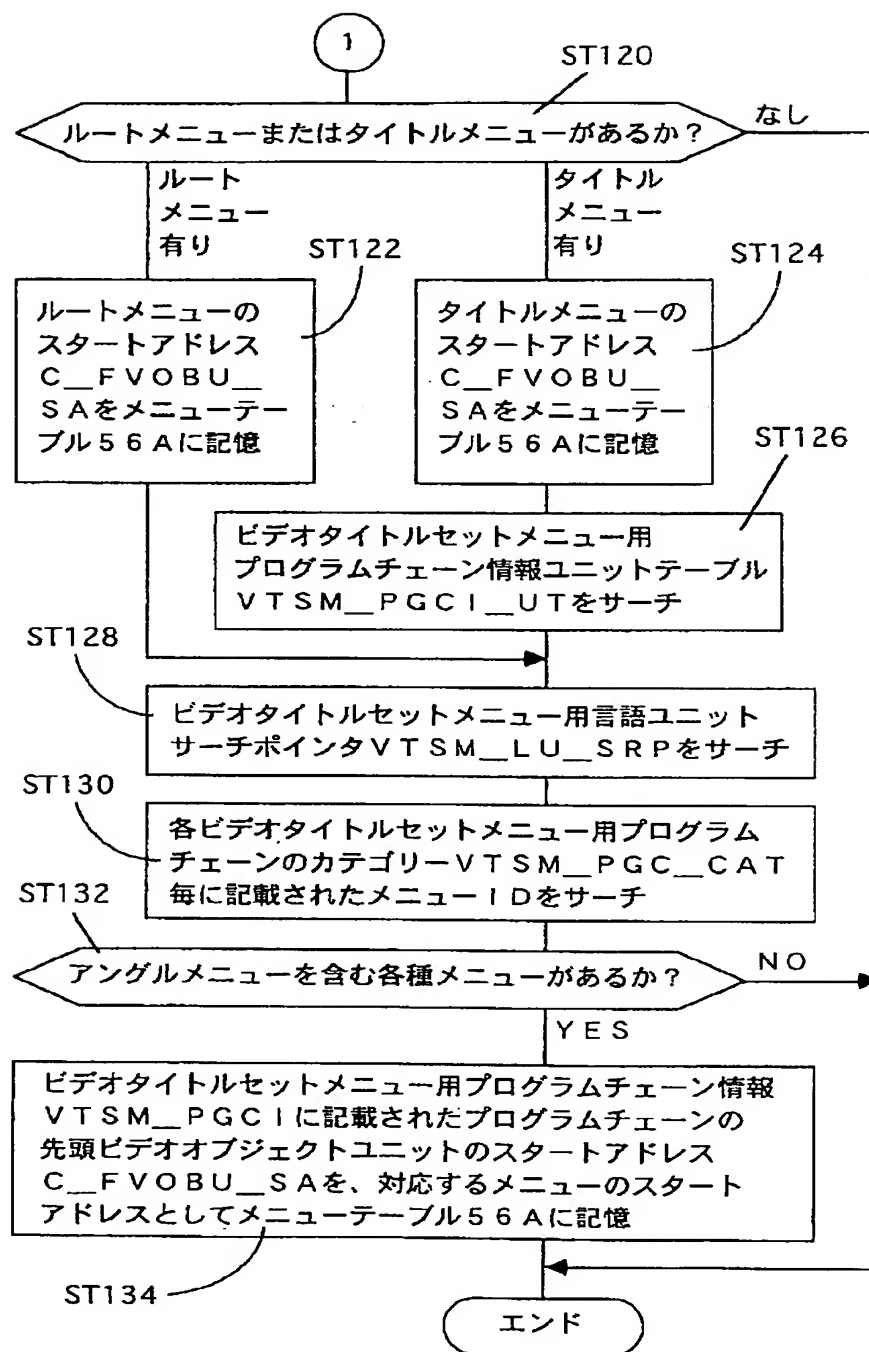 1
ST120
ルートメニューまたはタイトルメニューがあるか？
なし
ルート
メニュー
有り
タイトル
メニュー
有り
ST122
ST124
ルートメニューの
スタートアドレス
Ｃ＿ＦＶＯＢＵ＿
ＳＡをメニューテー
ブル５６Ａに記憶
タイトルメニューの
スタートアドレス
Ｃ＿ＦＶＯＢＵ＿
ＳＡをメニューテー
ブル５６Ａに記憶
ST126
ビデオタイトルセットメニュー用
プログラムチェーン情報ユニットテーブル
ＶＴＳＭ＿ＰＧＣＩ＿ＵＴをサーチ
ST128
ビデオタイトルセットメニュー用言語ユニット
サーチポインタＶＴＳＭ＿ＬＵ＿ＳＲＰをサーチ
ST130
各ビデオタイトルセットメニュー用プログラム
チェーンのカテゴリーＶＴＳＭ＿ＰＧＣ＿ＣＡＴ
毎に記載されたメニューＩＤをサーチ
ST132
アングルメニューを含む各種メニューがあるか？
ＮＯ
ＹＥＳ
ビデオタイトルセットメニュー用プログラムチェーン情報
ＶＴＳＭ＿ＰＧＣＩに記載されたプログラムチェーンの
先頭ビデオオブジェクトユニットのスタートアドレス
Ｃ＿ＦＶＯＢＵ＿ＳＡを、対応するメニューのスタート
アドレスとしてメニューテーブル５６Ａに記憶
ST134
エンド